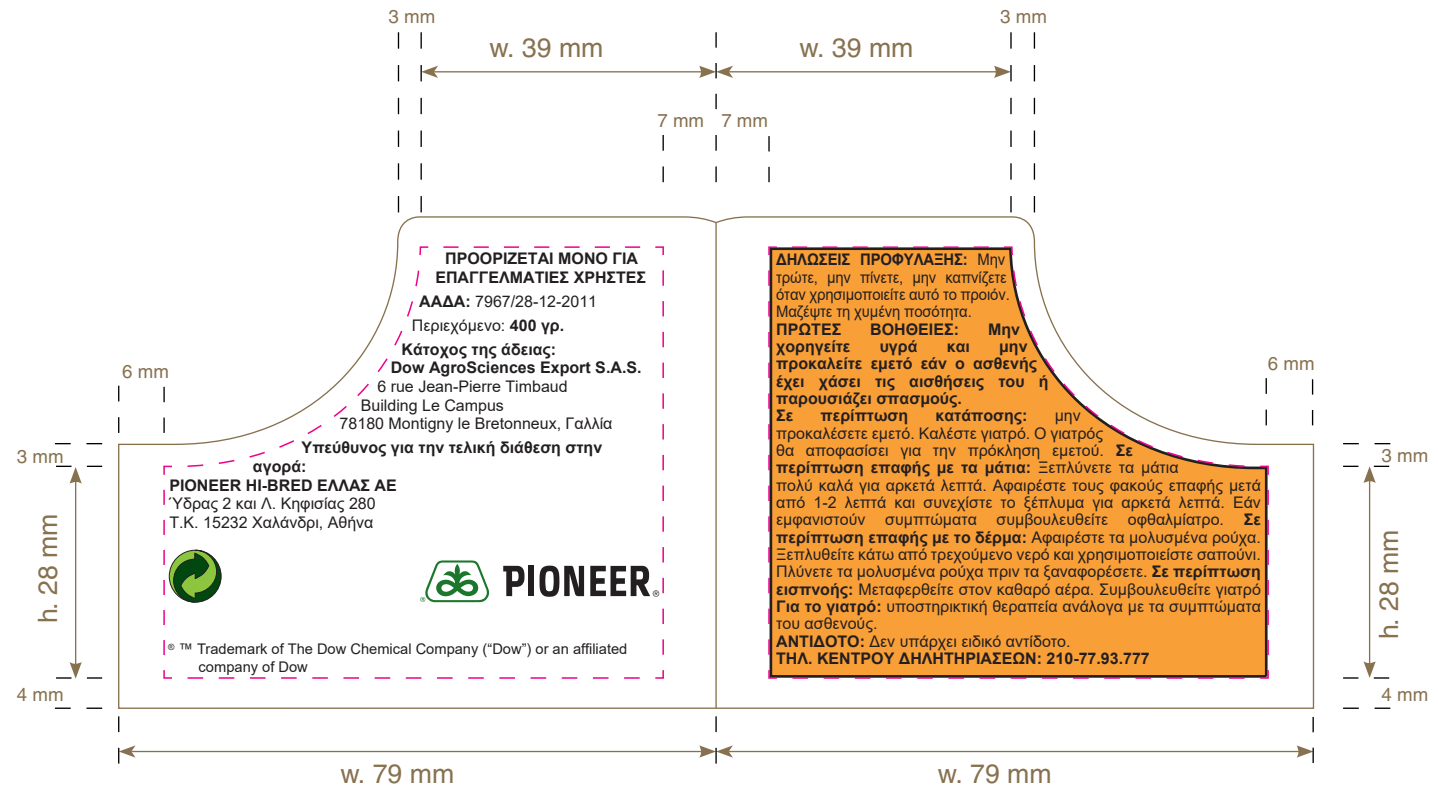 3 mm
3 mm
w. 39 mm
w. 39 mm
7 mm
7 mm
ΠΡΟΟΡΙΖΕΤΑΙ ΜΟΝΟ ΓΙΑ
ΕΠΑΓΓΕΛΜΑΤΙΕΣ ΧΡΗΣΤΕΣ
ΑΑΔΑ: 7967/28-12-2011
Περιεχόμενο: 400 γρ.
Κάτοχος της άδειας:
Dow AgroSciences Export S.A.S.
6 rue Jean-Pierre Timbaud
Building Le Campus
78180 Montigny le Bretonneux, Γαλλία
Υπεύθυνος για την τελική διάθεση στην
αγορά:
PIONEER HI-BRED ΕΛΛΑΣ ΑΕ
Ύδρας 2 και Λ. Κηφισίας 280
Τ.Κ. 15232 Χαλάνδρι, Αθήνα
® PIONEER®
® ™ Trademark of The Dow Chemical Company (“Dow”) or an affiliated
company of Dow
6 mm
3 mm
h. 28 mm
4 mm
ΔΗΛΩΣΕΙΣ ΠΡΟΦΥΛΑΞΗΣ: Μην
τρώτε, μην πίνετε, μην καπνίζετε
όταν χρησιμοποιείτε αυτό το προιόν.
Μαζέψτε τη χυμένη ποσότητα.
ΠΡΩΤΕΣ ΒΟΗΘΕΙΕΣ: Μην
χορηγείτε υγρά και μην
προκαλείτε εμετό εάν ο ασθενής
έχει χάσει τις αισθήσεις του ή
παρουσιάζει σπασμούς.
Σε περίπτωση κατάποσης: μην
προκαλέσετε εμετό. Καλέστε γιατρό. Ο γιατρός
θα αποφασίσει για την πρόκληση εμετού. Σε
περίπτωση επαφής με τα μάτια: Ξεπλύνετε τα μάτια
πολύ καλά για αρκετά λεπτά. Αφαιρέστε τους φακούς επαφής μετά
από 1-2 λεπτά και συνεχίστε το ξέπλυμα για αρκετά λεπτά. Εάν
εμφανιστούν συμπτώματα συμβουλευθείτε οφθαλμίατρο. Σε
περίπτωση επαφής με το δέρμα: Αφαιρέστε τα μολυσμένα ρούχα.
Ξεπλυθείτε κάτω από τρεχούμενο νερό και χρησιμοποιείστε σαπούνι.
Πλύνετε τα μολυσμένα ρούχα πριν τα ξαναφορέσετε. Σε περίπτωση
εισπνοής: Μεταφερθείτε στον καθαρό αέρα. Συμβουλευθείτε γιατρό
Για το γιατρό: υποστηρικτική θεραπεία ανάλογα με τα συμπτώματα
του ασθενούς.
ΑΝΤΙΔΟΤΟ: Δεν υπάρχει ειδικό αντίδοτο.
ΤΗΛ. ΚΕΝΤΡΟΥ ΔΗΛΗΤΗΡΙΑΣΕΩΝ: 210-77.93.777
6 mm
3 mm
h. 28 mm
4 mm
w. 79 mm
w. 79 mm